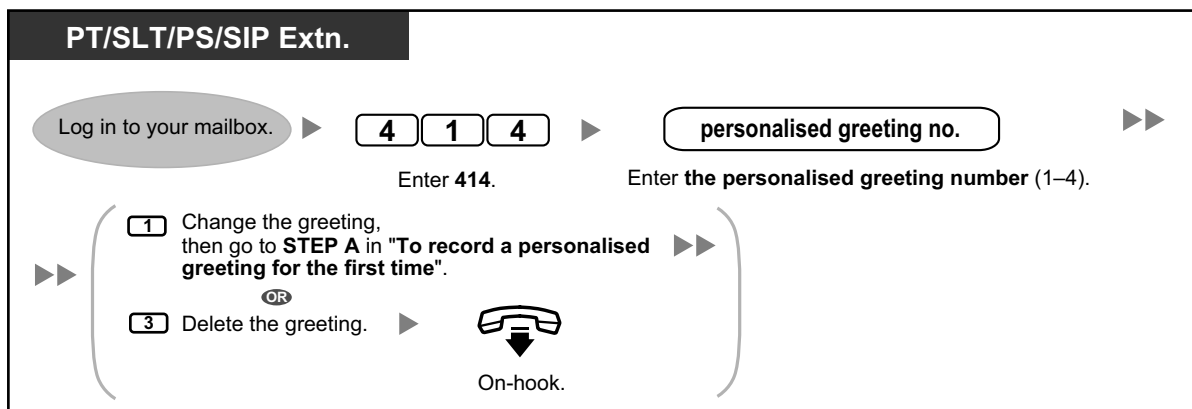 PT/SLT/PS/SIP Extn.
Log in to your mailbox.
4 1 4
personalised greeting no.
Enter 414.
Enter the personalised greeting number (1–4).
1 Change the greeting,
then go to STEP A in "To record a personalised
greeting for the first time".
OR
3 Delete the greeting.
On-hook.